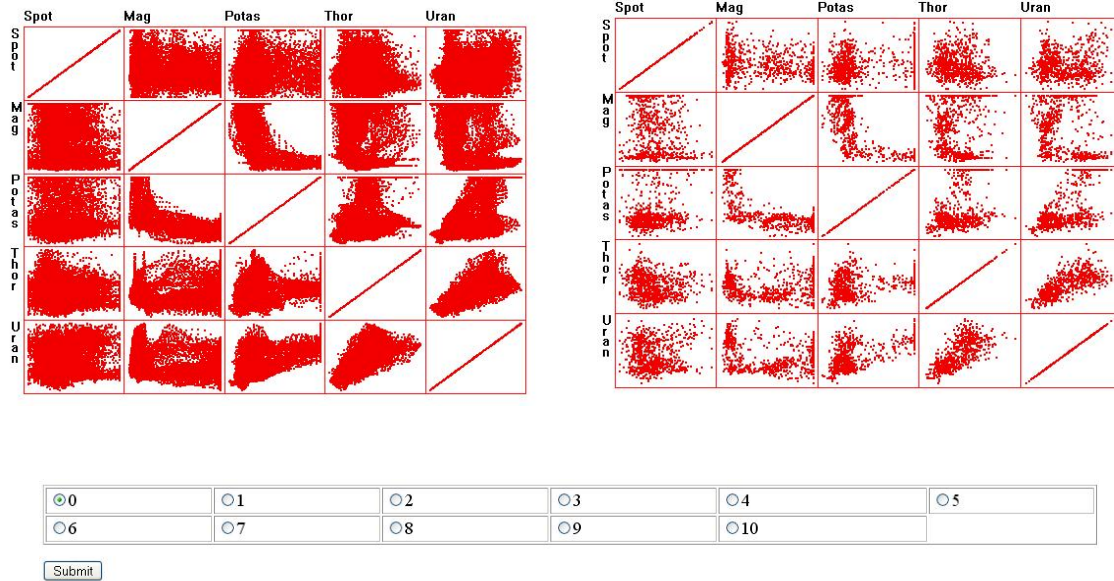 Spot Mag Potas Thor Uran
Spot
Mag
Potas
Thor
Uran
Spot Mag Potas Thor Uran
Spot
Mag
Potas
Thor
Uran
0 1 2 3 4 5
6 7 8 9 10
Submit